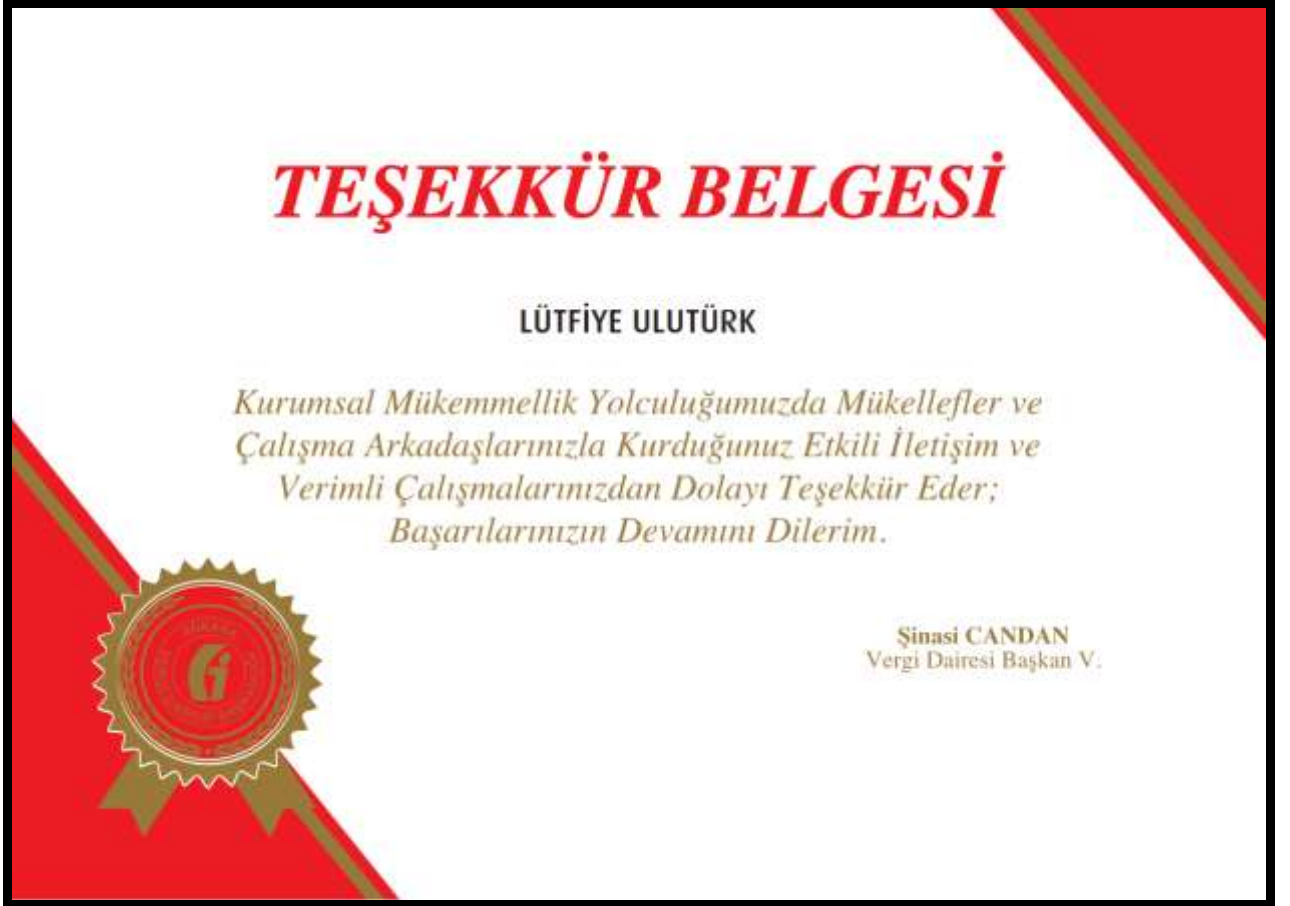 TEŞEKKÜR BELGESİ
LÜTFİYE ULUTÜRK
Kurumsal Mükemmellik Yolculuğumuzda Mükellefler ve
Çalışma Arkadaşlarınızla Kurduğunuz Etkili İletişim ve
Verimli Çalışmalarınızdan Dolayı Teşekkür Eder;
Başarılarınızın Devamını Dilerim.
Şinasi CANDAN
Vergi Dairesi Başkan V.
ANKARA